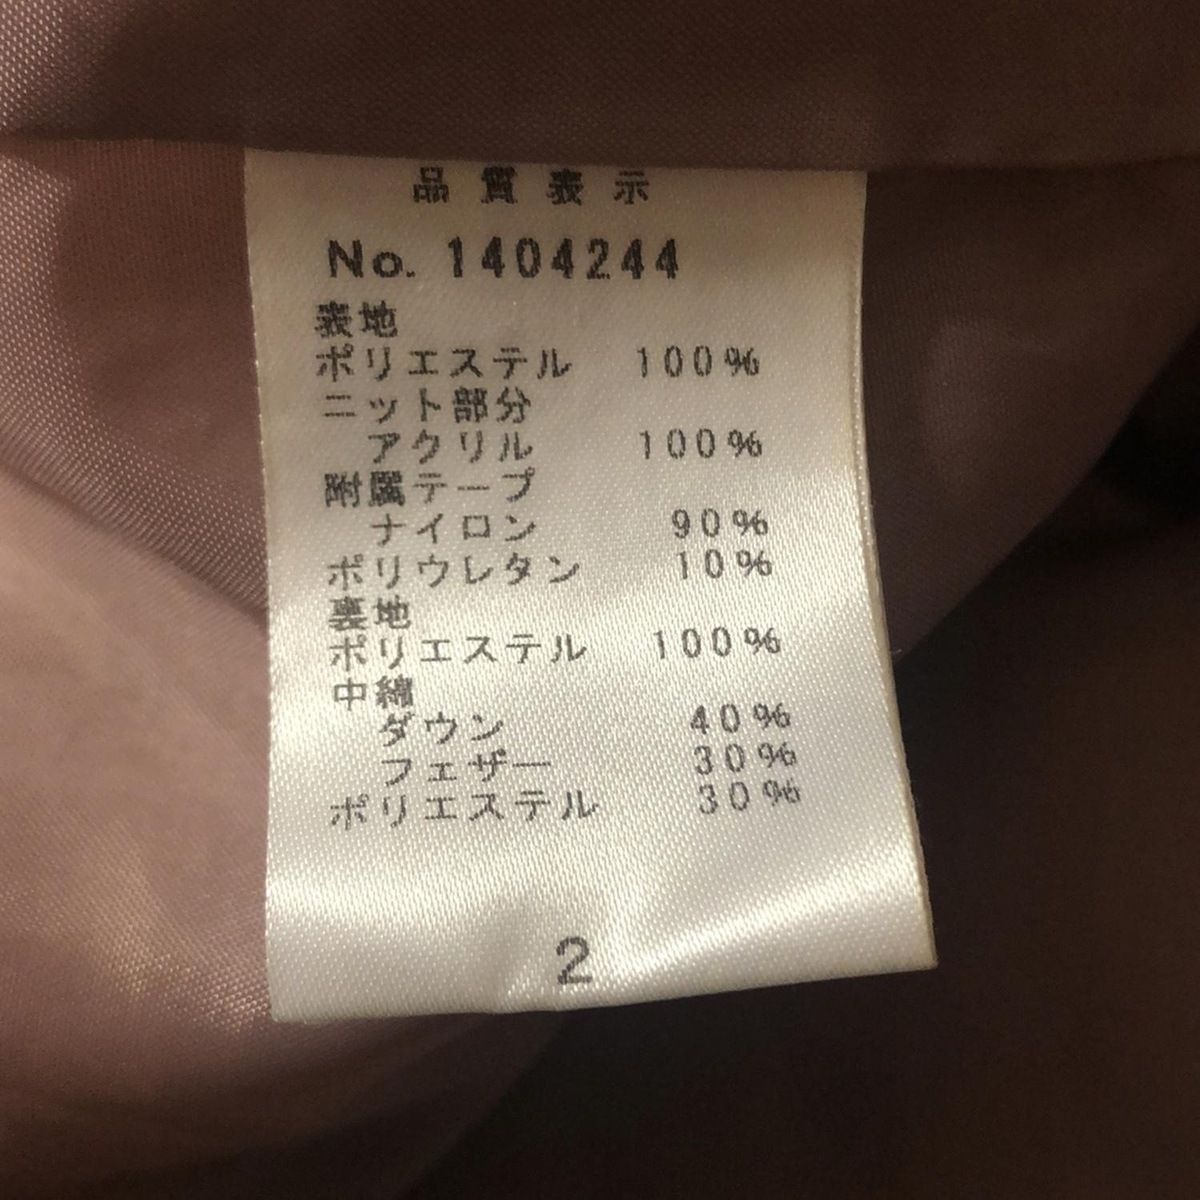 品質表示
No. 1404244
表地
ポリエステル 100%
ニット部分
アクリル 100%
附属テープ
ナイロン 90%
ポリウレタン 10%
裏地
ポリエステル 100%
中綿
ダウン 40%
フェザー 30%
ポリエステル 30%
2